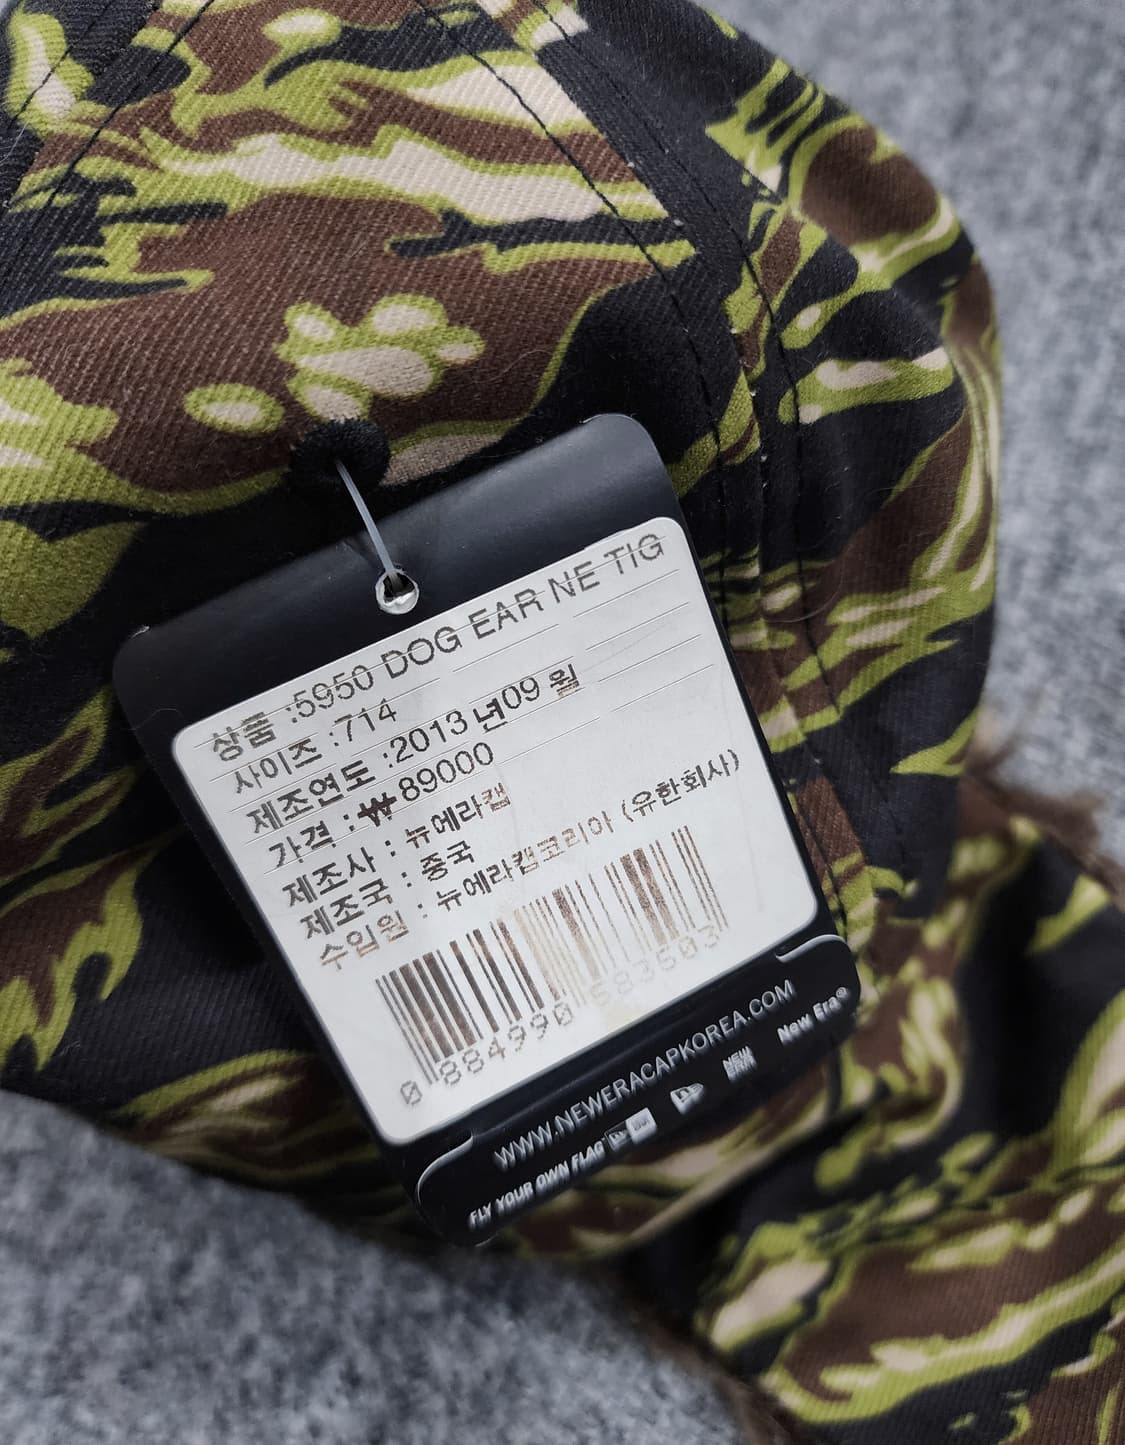 상품 :5950 DOG EAR NE TIG
사이즈 :714
제조연도 :2013 년09 월
가격 : ₩89000
제조사 : 뉴에라캡
제조국 : 중국
수입원 : 뉴에라캡코리아 (유한회사)
0 884990 583503
WWW.NEWERACAPKOREA.COM
FLY YOUR OWN FLAG NEW ERA New Era®